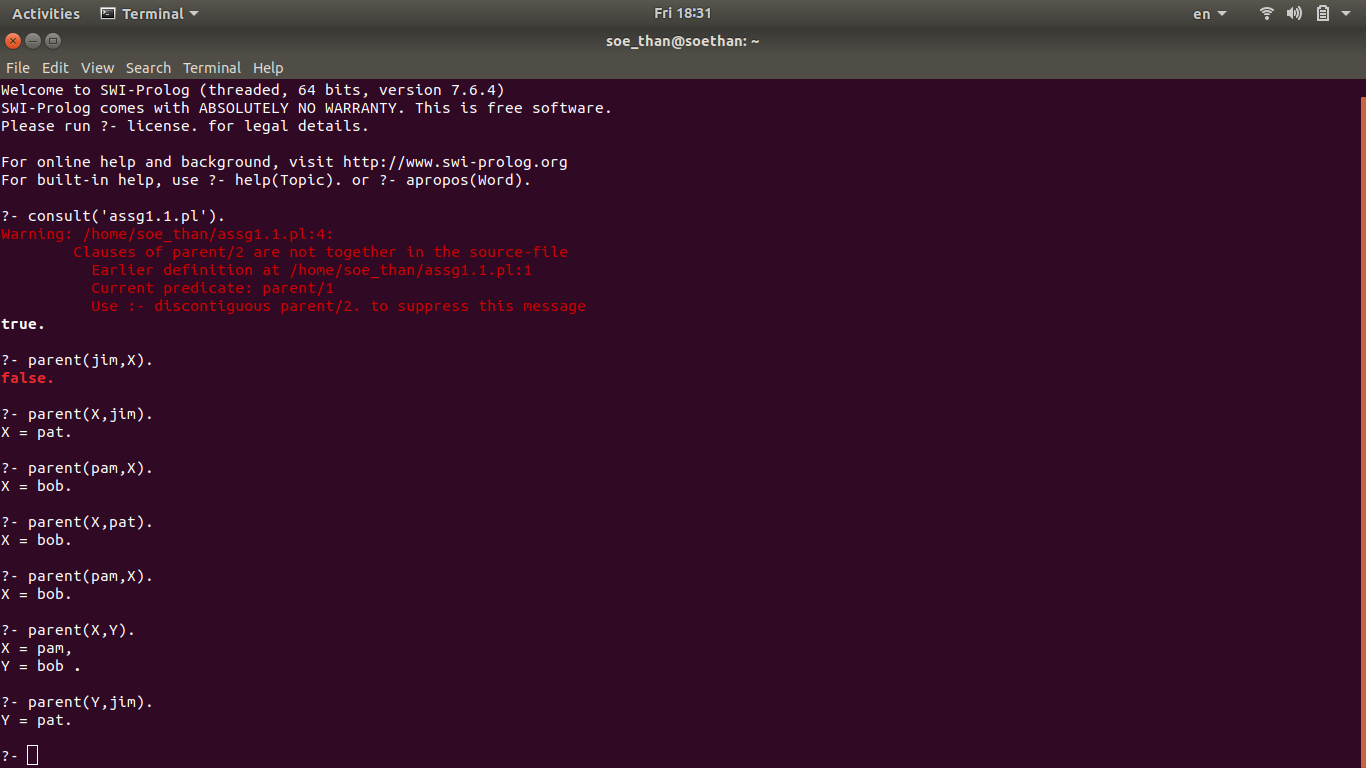 Activities Terminal Fri 18:31 en
soe_than@soethan: ~
File Edit View Search Terminal Help
Welcome to SWI-Prolog (threaded, 64 bits, version 7.6.4)
SWI-Prolog comes with ABSOLUTELY NO WARRANTY. This is free software.
Please run ?- license. for legal details.
For online help and background, visit http://www.swi-prolog.org
For built-in help, use ?- help(Topic). or ?- apropos(Word).
?- consult('assg1.1.pl').
Warning: /home/soe_than/assg1.1.pl:4:
Clauses of parent/2 are not together in the source-file
Earlier definition at /home/soe_than/assg1.1.pl:1
Current predicate: parent/1
Use :- discontiguous parent/2. to suppress this message
true.
?- parent(jim,X).
false.
?- parent(X,jim).
X = pat.
?- parent(pam,X).
X = bob.
?- parent(X,pat).
X = bob.
?- parent(pam,X).
X = bob.
?- parent(X,Y).
X = pam,
Y = bob .
?- parent(Y,jim).
Y = pat.
?-